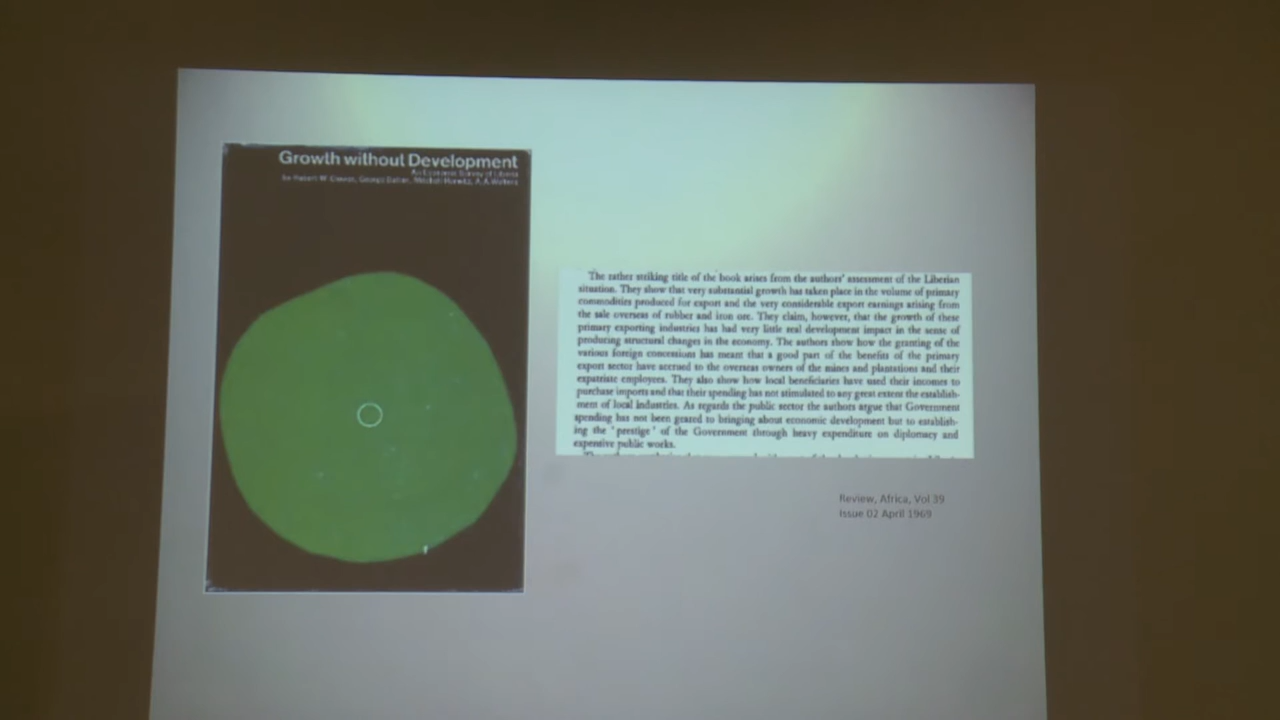 Growth without Development
An Economic Survey of Liberia
by Robert W. Clower, George Dalton, Mitchell Harwitz, A.A. Walters
The rather striking title of the book arises from the authors' assessment of the Liberian
situation. They show that very substantial growth has taken place in the volume of primary
commodities produced for export and the very considerable export earnings arising from
the sale overseas of rubber and iron ore. They claim, however, that the growth of these
primary exporting industries has had very little real development impact in the sense of
producing structural changes in the economy. The authors show how the granting of the
various foreign concessions has meant that a good part of the benefits of the primary
export sector have accrued to the overseas owners of the mines and plantations and their
expatriate employees. They also show how local beneficiaries have used their incomes to
purchase imports and that their spending has not stimulated to any great extent the establish-
ment of local industries. As regards the public sector the authors argue that Government
spending has not been geared to bringing about economic development but to establish-
ing the 'prestige' of the Government through heavy expenditure on diplomacy and
expensive public works.
Review, Africa, Vol 39
Issue 02 April 1969